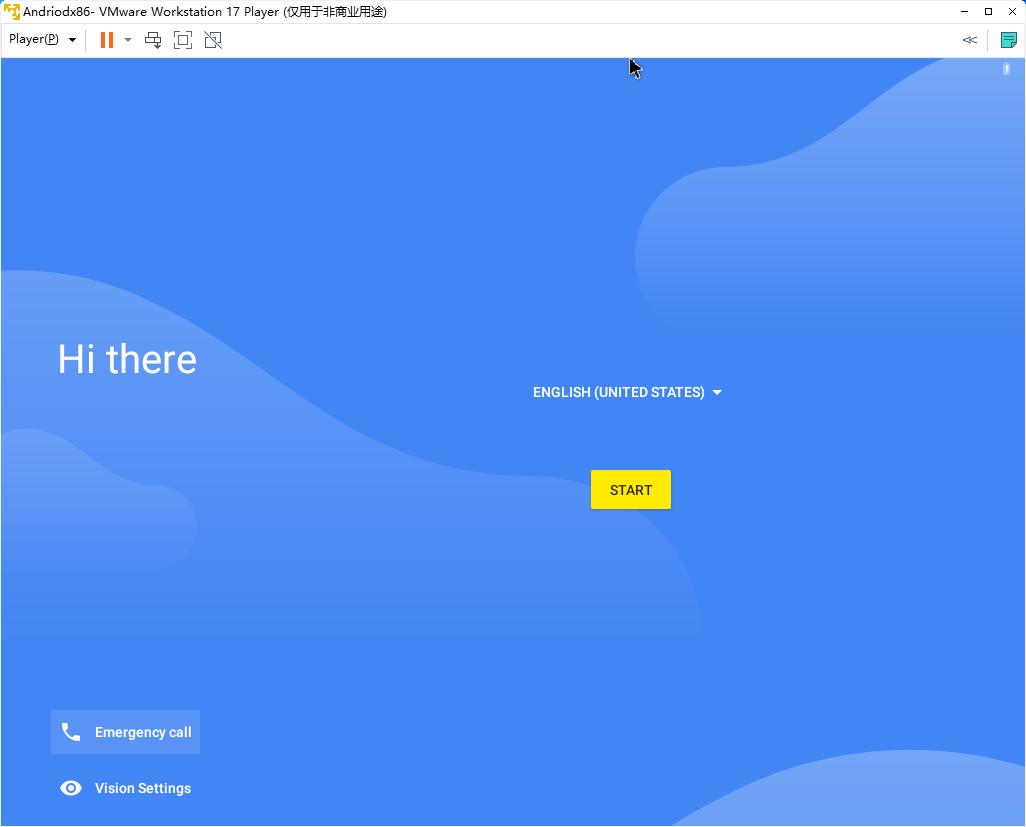 Andriodx86- VMware Workstation 17 Player (仅用于非商业用途)
Player(P)
Hi there
ENGLISH (UNITED STATES)
START
Emergency call
Vision Settings